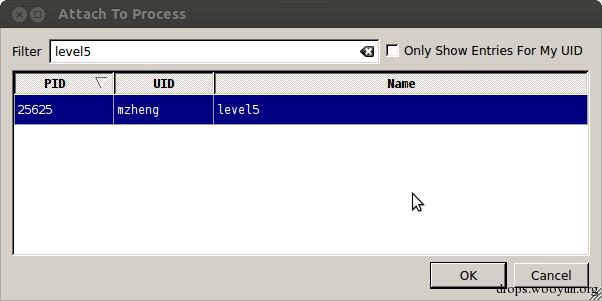 Attach To Process
Filter level5 Only Show Entries For My UID
PID UID Name
25625 mzheng level5
OK Cancel
drops.wooyun.org